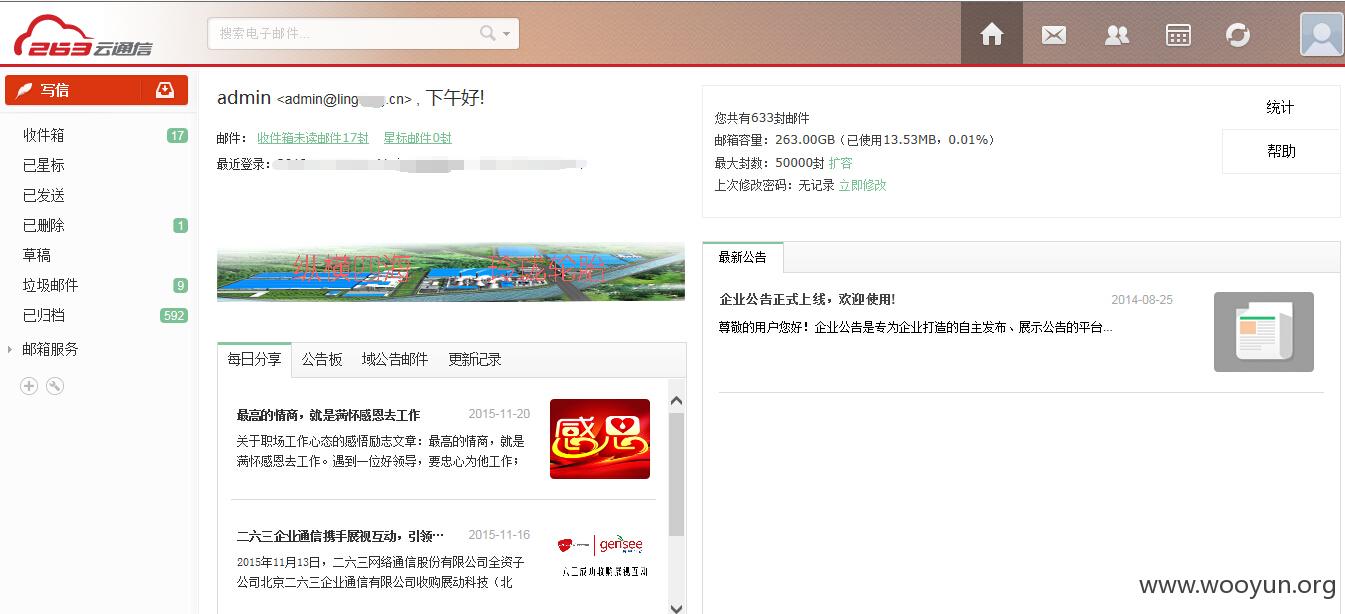 263云通信
搜索电子邮件...
写信
收件箱 17
已星标
已发送
已删除 1
草稿
垃圾邮件 9
已归档 592
邮箱服务
admin <admin@ling .cn> , 下午好!
邮件： 收件箱未读邮件17封 星标邮件0封
最近登录：
纵横四海 玲珑轮胎
每日分享 公告板 域公告邮件 更新记录
最高的情商，就是满怀感恩去工作 2015-11-20
关于职场工作心态的感悟励志文章：最高的情商，就是
满怀感恩去工作。遇到一位好领导，要忠心为他工作；
感恩
二六三企业通信携手展视互动，引领… 2015-11-16
2015年11月13日，二六三网络通信股份有限公司全资子
公司北京二六三企业通信有限公司收购展动科技（北
gensee
您共有633封邮件
邮箱容量：263.00GB（已使用13.53MB，0.01%）
最大封数：50000封 扩容
上次修改密码：无记录 立即修改
统计
帮助
最新公告
企业公告正式上线，欢迎使用! 2014-08-25
尊敬的用户您好！企业公告是专为企业打造的自主发布、展示公告的平台...
www.wooyun.org